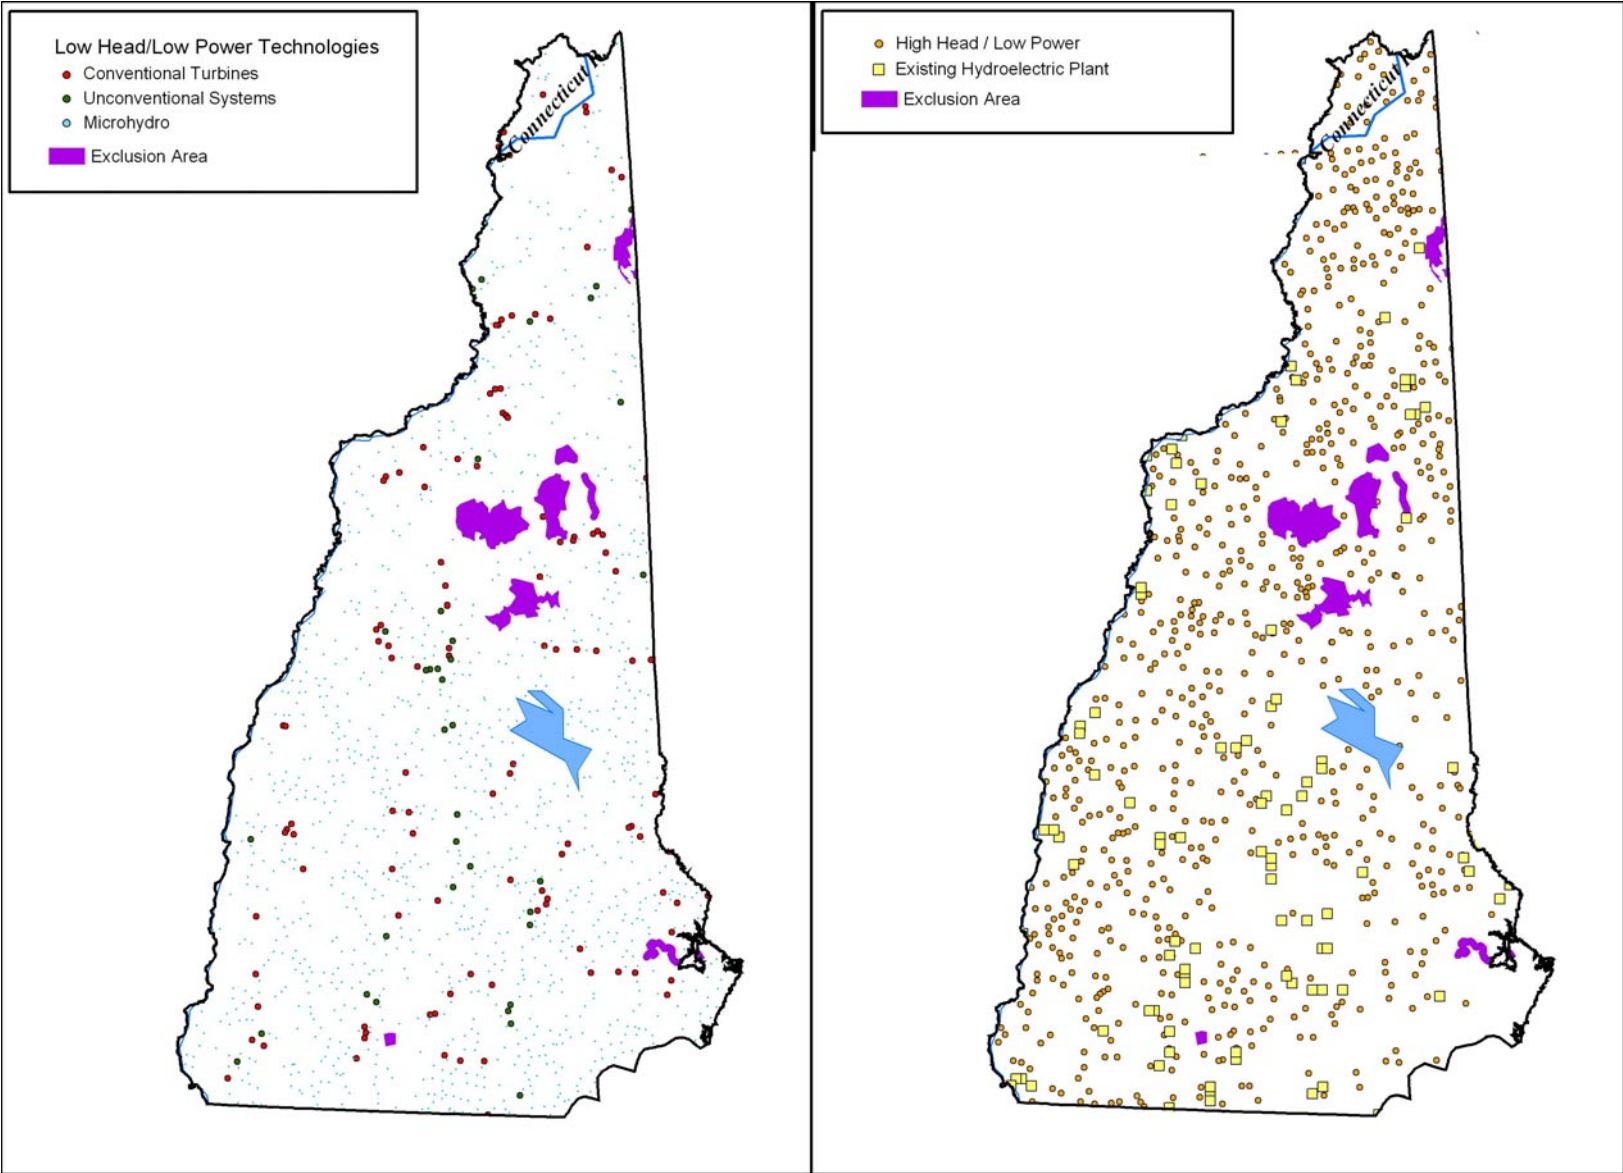 Low Head/Low Power Technologies
Conventional Turbines
Unconventional Systems
Microhydro
Exclusion Area
Connecticut R
High Head / Low Power
Existing Hydroelectric Plant
Exclusion Area
Connecticut R